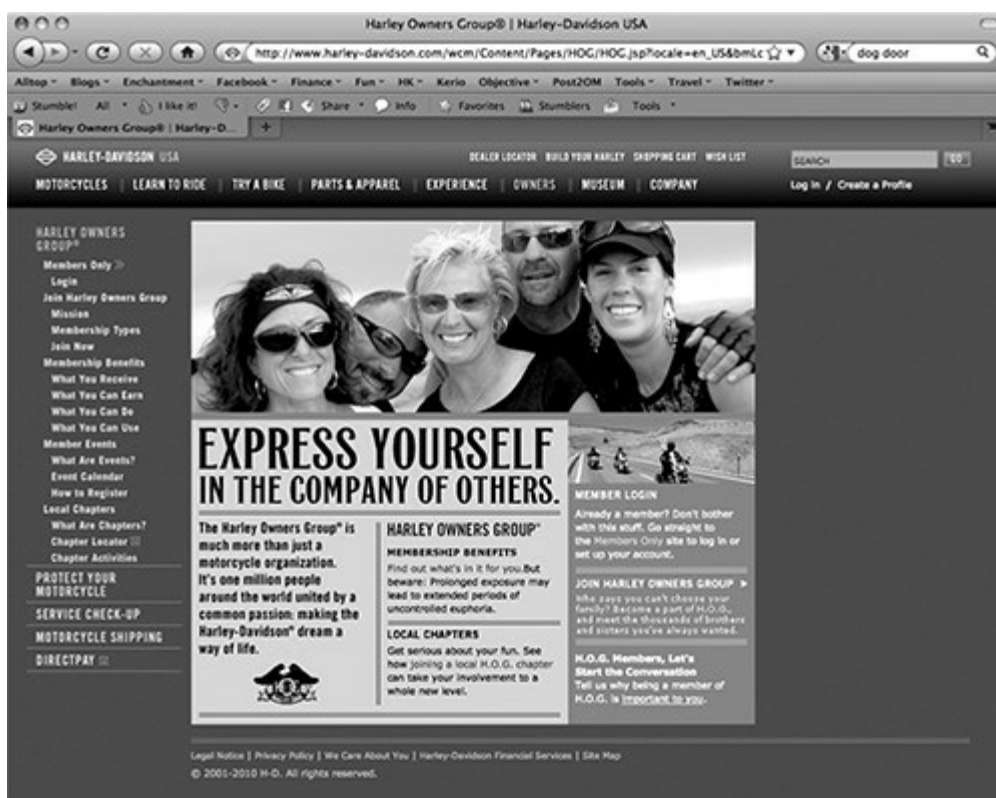 Harley Owners Group® | Harley-Davidson USA
http://www.harley-davidson.com/wcm/Content/Pages/HOG/HOG.jsp?locale=en_US&bmLc
dog door
Alltop Blogs Enchantment Facebook Finance Fun HK Kerio Objective Post2OM Tools Travel Twitter
Stumble! All I like it! Share Info Favorites Stumblers Tools
Harley Owners Group® | Harley-D...
HARLEY-DAVIDSON USA
DEALER LOCATOR BUILD YOUR HARLEY SHOPPING CART WISH LIST
SEARCH GO
MOTORCYCLES | LEARN TO RIDE | TRY A BIKE | PARTS & APPAREL | EXPERIENCE | OWNERS | MUSEUM | COMPANY
Log in / Create a Profile
HARLEY OWNERS
GROUP®
Members Only
Login
Join Harley Owners Group
Mission
Membership Types
Join Now
Membership Benefits
What You Receive
What You Can Earn
What You Can Do
What You Can Use
Member Events
What Are Events?
Event Calendar
How to Register
Local Chapters
What Are Chapters?
Chapter Locator
Chapter Activities
PROTECT YOUR
MOTORCYCLE
SERVICE CHECK-UP
MOTORCYCLE SHIPPING
DIRECTPAY
EXPRESS YOURSELF
IN THE COMPANY OF OTHERS.
The Harley Owners Group® is
much more than just a
motorcycle organization.
It's one million people
around the world united by a
common passion: making the
Harley-Davidson® dream a
way of life.
HARLEY OWNERS GROUP®
MEMBERSHIP BENEFITS
Find out what's in it for you.But
beware: Prolonged exposure may
lead to extended periods of
uncontrolled euphoria.
LOCAL CHAPTERS
Get serious about your fun. See
how joining a local H.O.G. chapter
can take your involvement to a
whole new level.
MEMBER LOGIN
Already a member? Don't bother
with this stuff. Go straight to
the Members Only site to log in or
set up your account.
JOIN HARLEY OWNERS GROUP
Who says you can't choose your
family? Become a part of H.O.G.,
and meet the thousands of brothers
and sisters you've always wanted.
H.O.G. Members, Let's
Start the Conversation
Tell us why being a member of
H.O.G. is important to you.
Legal Notice | Privacy Policy | We Care About You | Harley-Davidson Financial Services | Site Map
© 2001-2010 H-D. All rights reserved.